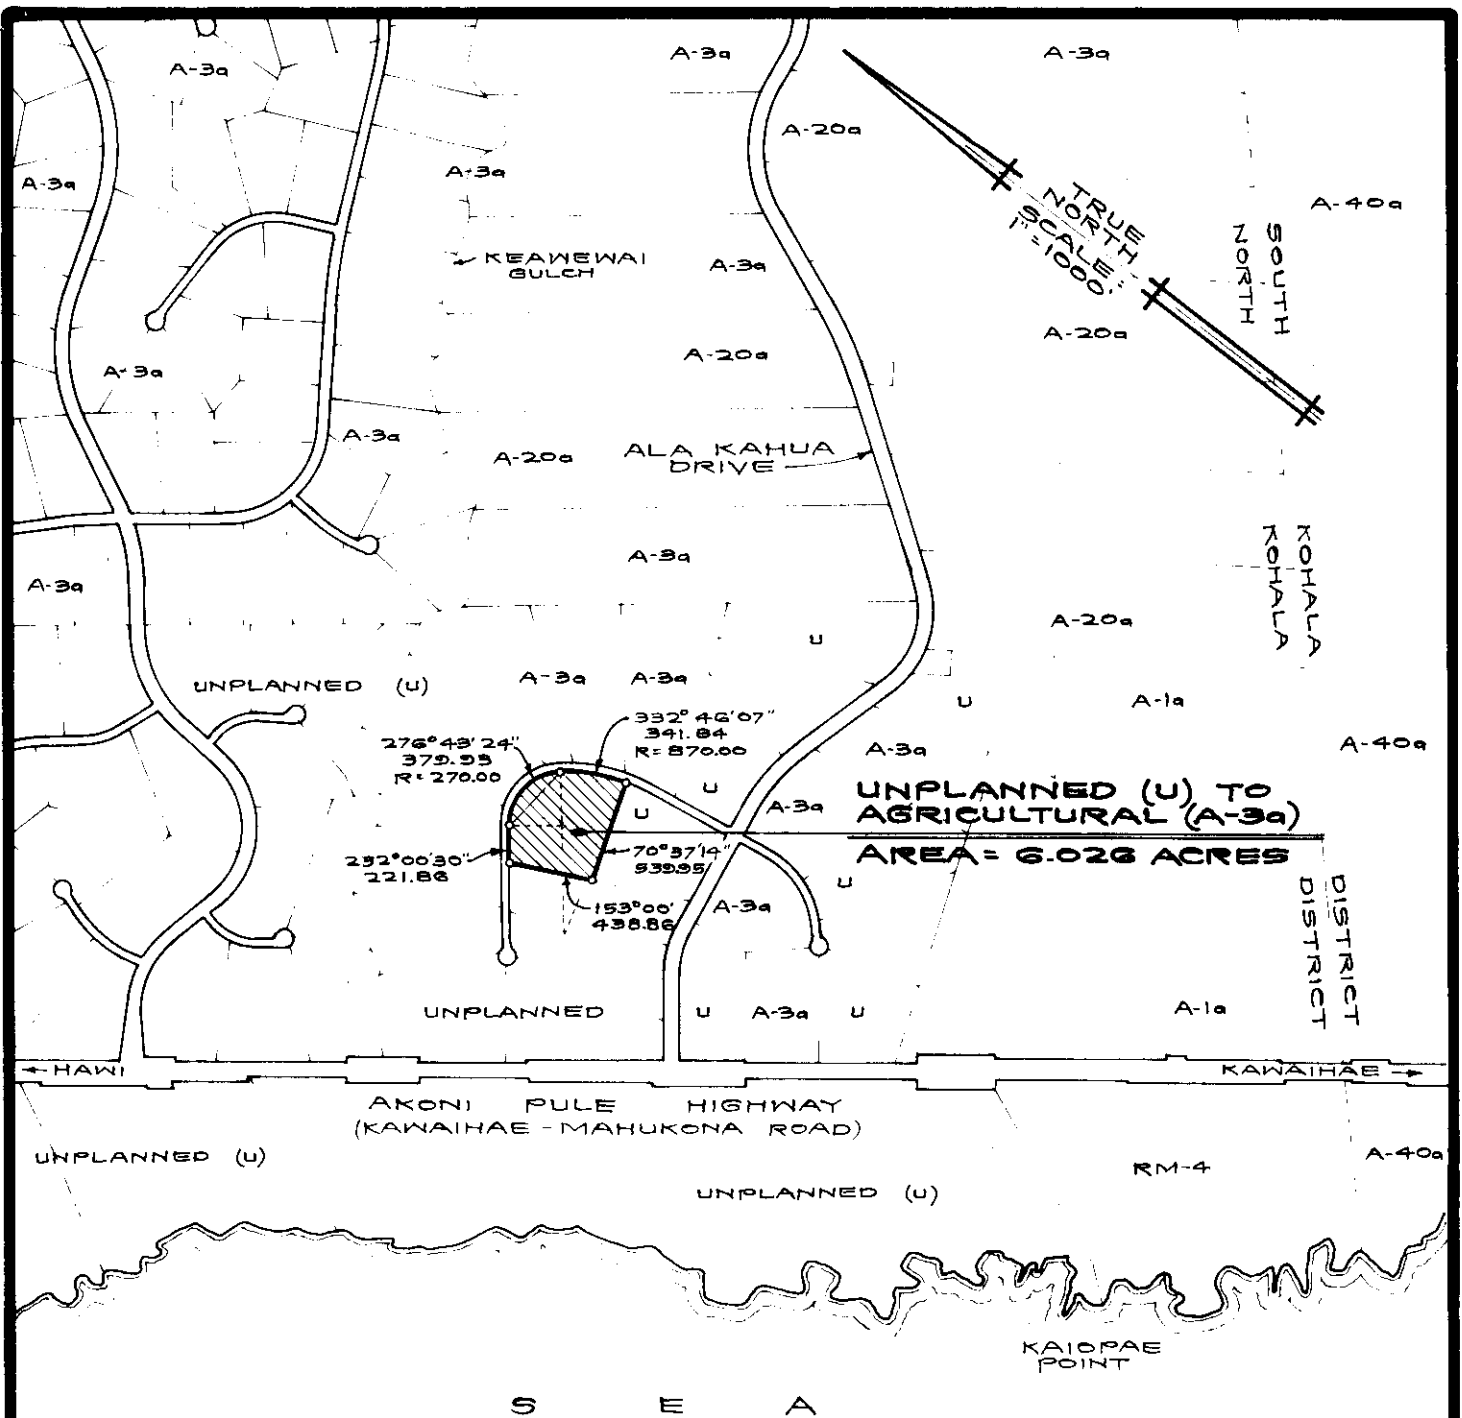 A-3a
A-3a
A-3a
A-20a
A-3a
A-3a
A-40a
TRUE
NORTH
SCALE:
1"=1000'
SOUTH
NORTH
KEAWEWAI
GULCH
A-3a
A-20a
A-20a
A-3a
A-3a
A-20a
ALA KAHUA
DRIVE
KOHALA
KOHALA
A-3a
A-3a
A-20a
U
UNPLANNED (U)
A-3a
A-3a
U
A-1a
A-3a
A-40a
332° 46'07"
341.84
R=870.00
276°43'24"
379.93
R=270.00
U
U
A-3a
UNPLANNED (U) TO
AGRICULTURAL (A-3a)
AREA = 6.026 ACRES
232°00'30"
221.86
70°37'14"
539.95
153°00'
438.86
A-3a
U
DISTRICT
DISTRICT
UNPLANNED
U
A-3a
U
A-1a
←HAWI
KAWAIHAE→
AKONI PULE HIGHWAY
(KAWAIHAE-MAHUKONA ROAD)
UNPLANNED (U)
RM-4
A-40a
UNPLANNED (U)
KAIOPAE
POINT
S E A